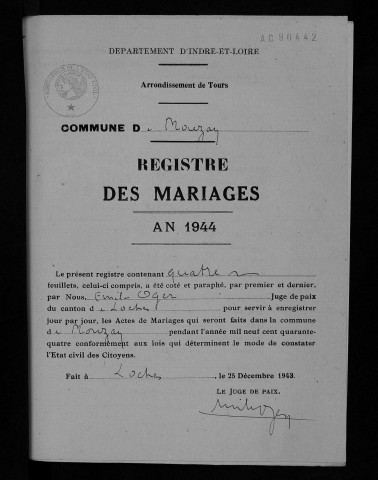 AC 90442
DEPARTEMENT D'INDRE-ET-LOIRE
Arrondissement de Tours
COMMUNE De Mouzay
REGISTRE
DES MARIAGES
AN 1944
Le présent registre contenant quatre
feuillets, celui-ci compris, a été coté et paraphé, par premier et dernier,
par Nous, Emile Oger Juge de paix
du canton de Loches pour servir à enregistrer
jour par jour, les Actes de Mariages qui seront faits dans la commune
de Mouzay pendant l'année mil neuf cent quarante-
quatre conformément aux lois qui déterminent le mode de constater
l'Etat civil des Citoyens.
Fait à Loches, le 25 Décembre 1943.
LE JUGE DE PAIX.